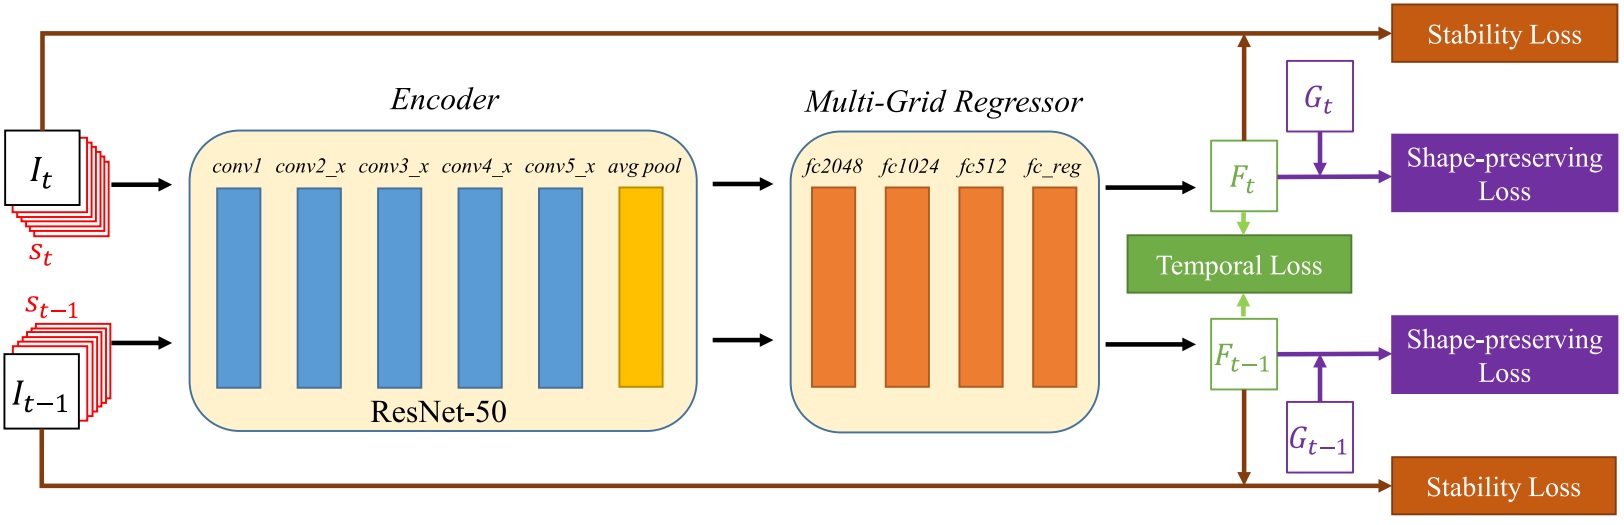 Stability Loss
Encoder
Multi-Grid Regressor
G_t
I_t
conv1 conv2_x conv3_x conv4_x conv5_x avg pool
fc2048 fc1024 fc512 fc_reg
F_t
Shape-preserving
Loss
s_t
Temporal Loss
s_{t-1}
I_{t-1}
F_{t-1}
Shape-preserving
Loss
ResNet-50
G_{t-1}
Stability Loss